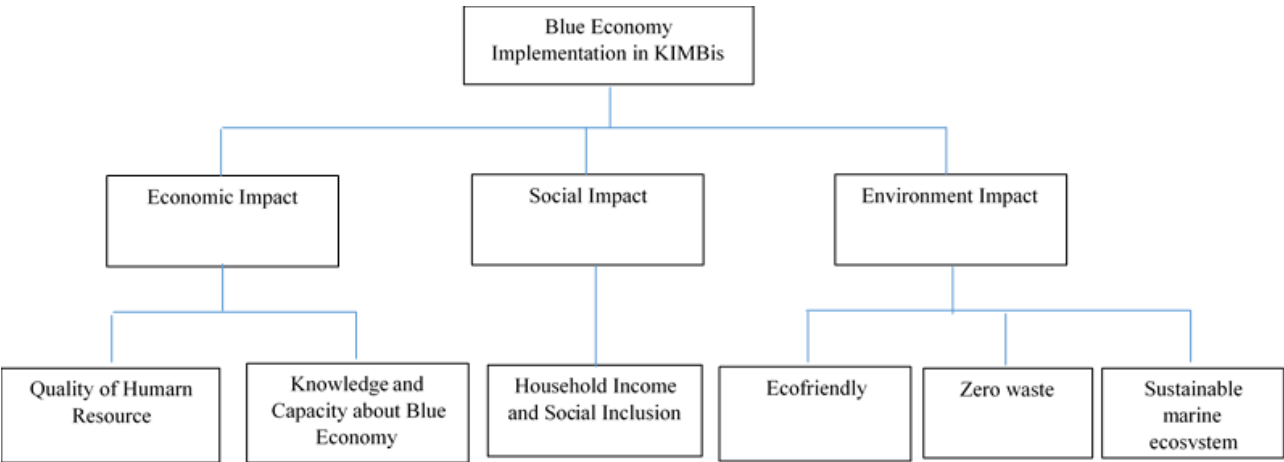 Blue Economy
Implementation in KIMBis
Economic Impact
Social Impact
Environment Impact
Quality of Humarn
Resource
Knowledge and
Capacity about Blue
Economy
Household Income
and Social Inclusion
Ecofriendly
Zero waste
Sustainable
marine
ecosystem